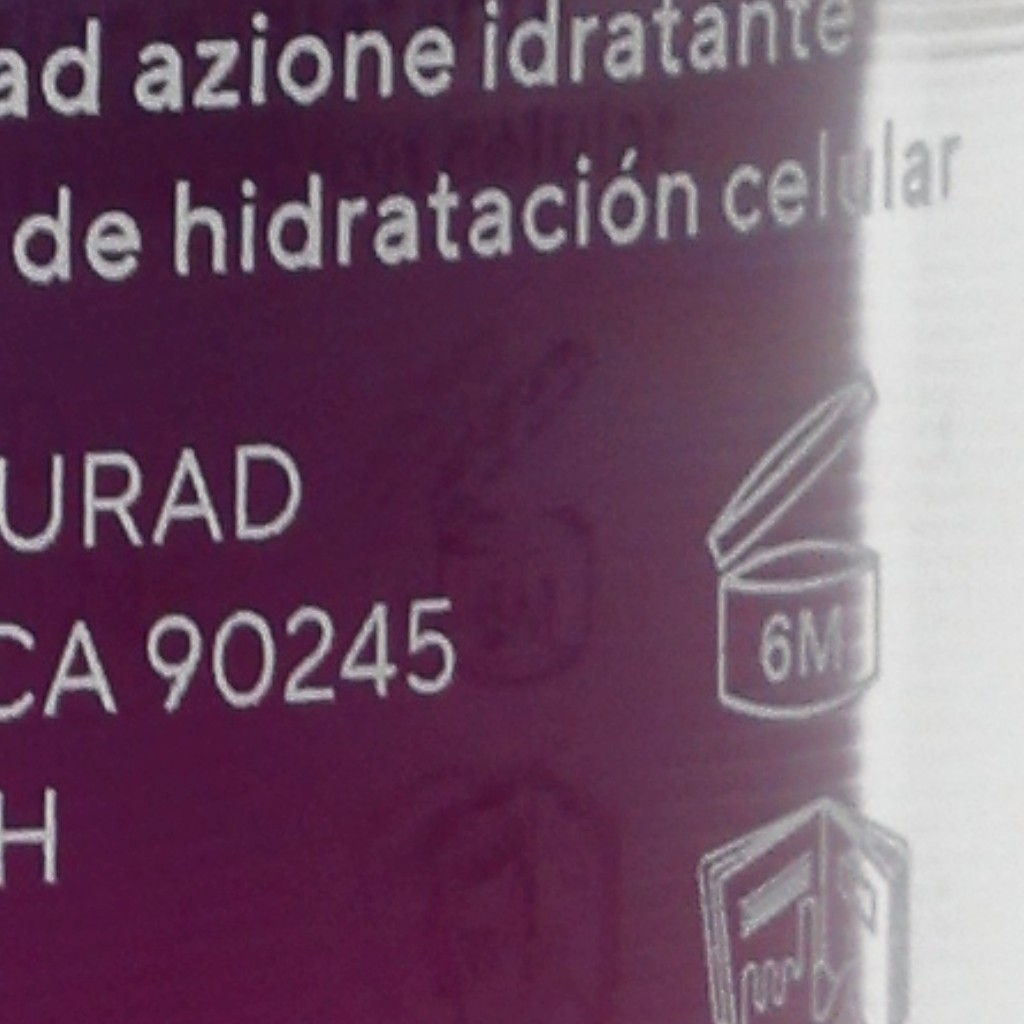 ad azione idratante
de hidratación celular
URAD
CA 90245
6M
H